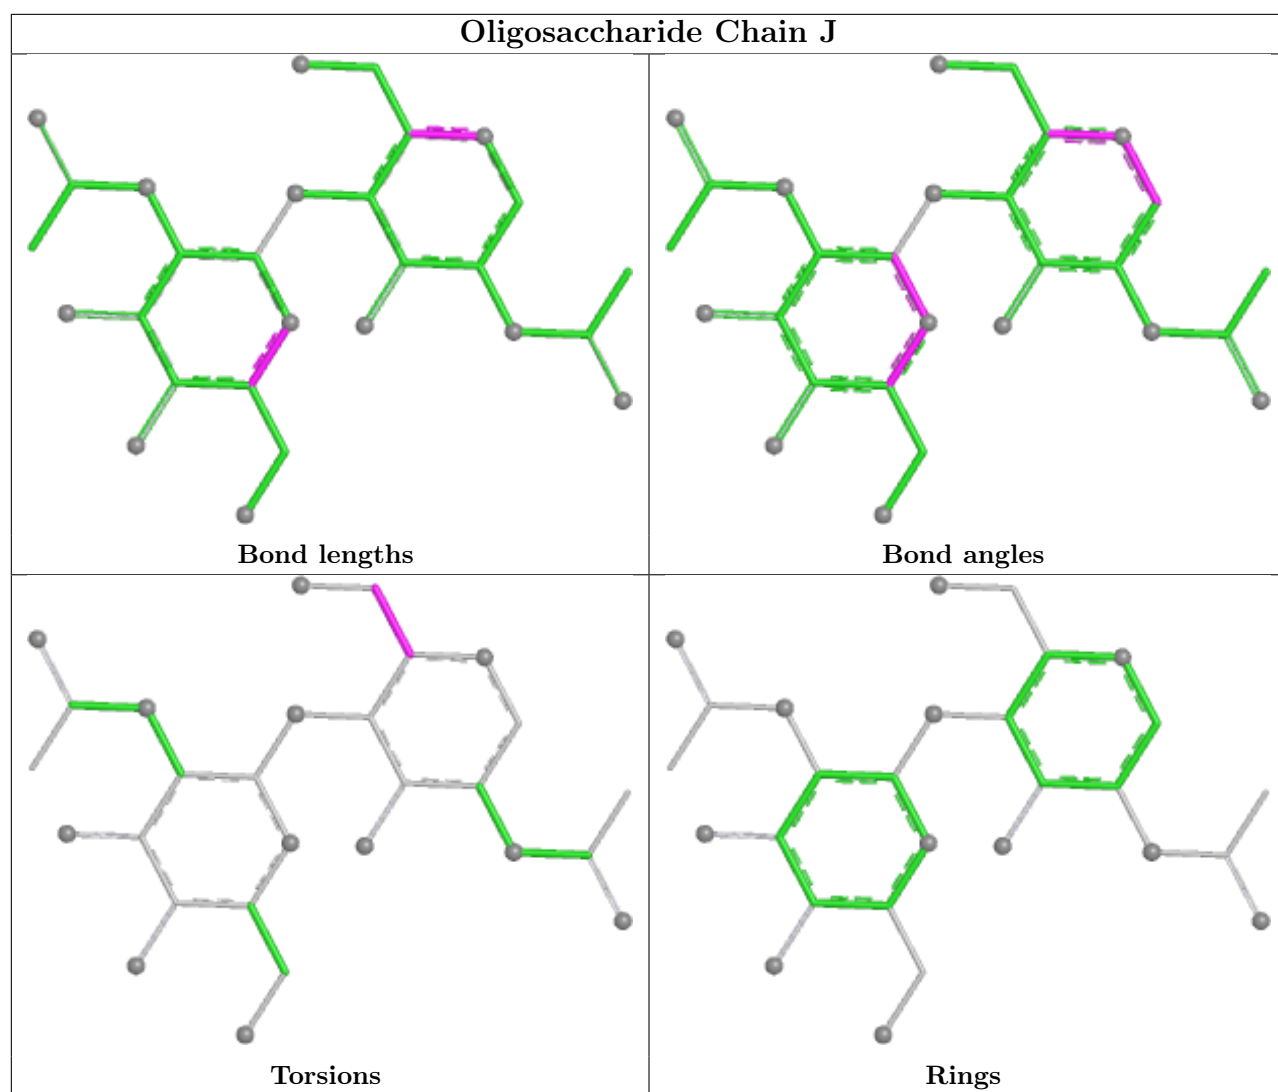 Oligosaccharide Chain J
Bond lengths
Bond angles
Torsions
Rings